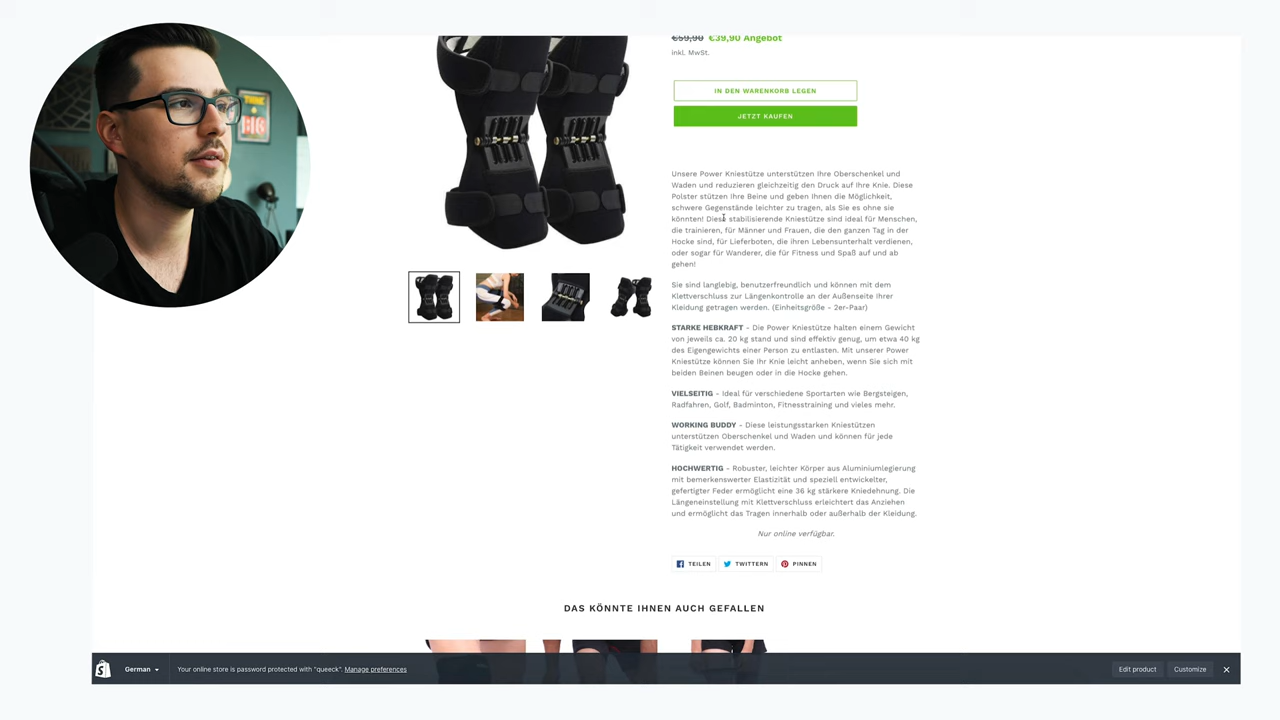 THINK
BIG
€59,90 €39,90 Angebot
Inkl. MwSt.
IN DEN WARENKORB LEGEN
JETZT KAUFEN
Unsere Power Kniestütze unterstützen Ihre Oberschenkel und
Waden und reduzieren gleichzeitig den Druck auf Ihre Knie. Diese
Polster stützen Ihre Beine und geben Ihnen die Möglichkeit,
schwere Gegenstände leichter zu tragen, als Sie es ohne sie
könnten! Diese stabilisierende Kniestütze sind ideal für Menschen,
die trainieren, für Männer und Frauen, die den ganzen Tag in der
Hocke sind, für Lieferboten, die ihren Lebensunterhalt verdienen,
oder sogar für Wanderer, die für Fitness und Spaß auf und ab
gehen!
Sie sind langlebig, benutzerfreundlich und können mit dem
Klettverschluss zur Längenkontrolle an der Außenseite Ihrer
Kleidung getragen werden. (Einheitsgröße - 2er-Paar)
STARKE HEBKRAFT - Die Power Kniestütze halten einem Gewicht
von jeweils ca. 20 kg stand und sind effektiv genug, um etwa 40 kg
des Eigengewichts einer Person zu entlasten. Mit unserer Power
Kniestütze können Sie Ihr Knie leicht anheben, wenn Sie sich mit
beiden Beinen beugen oder in die Hocke gehen.
VIELSEITIG - Ideal für verschiedene Sportarten wie Bergsteigen,
Radfahren, Golf, Badminton, Fitnesstraining und vieles mehr.
WORKING BUDDY - Diese leistungsstarken Kniestützen
unterstützen Oberschenkel und Waden und können für jede
Tätigkeit verwendet werden.
HOCHWERTIG - Robuster, leichter Körper aus Aluminiumlegierung
mit bemerkenswerter Elastizität und speziell entwickelter,
gefertigter Feder ermöglicht eine 36 kg stärkere Kniedehnung. Die
Längeneinstellung mit Klettverschluss erleichtert das Anziehen
und ermöglicht das Tragen innerhalb oder außerhalb der Kleidung.
Nur online verfügbar.
TEILEN TWITTERN PINNEN
DAS KÖNNTE IHNEN AUCH GEFALLEN
German Your online store is password protected with "queeck". Manage preferences Edit product Customize